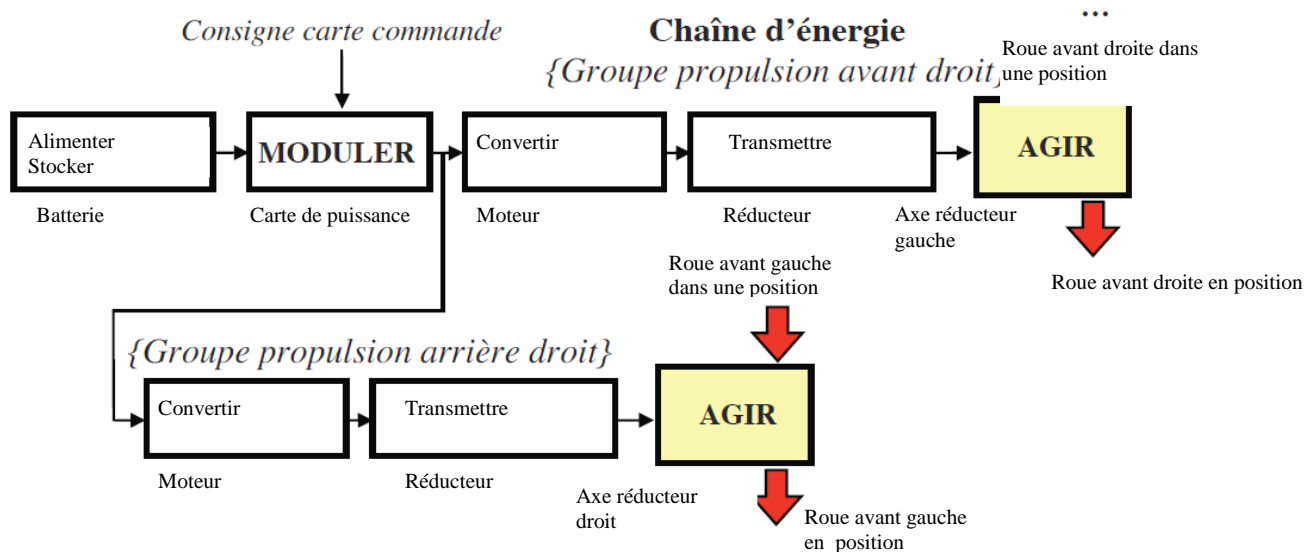 ...
Consigne carte commande
Chaîne d'énergie
{Groupe propulsion avant droit}
Roue avant droite dans
une position
Alimenter
Stocker
MODULER
Convertir
Transmettre
AGIR
Batterie
Carte de puissance
Moteur
Réducteur
Axe réducteur
gauche
Roue avant droite en position
Roue avant gauche
dans une position
{Groupe propulsion arrière droit}
Convertir
Transmettre
AGIR
Moteur
Réducteur
Axe réducteur
droit
Roue avant gauche
en position